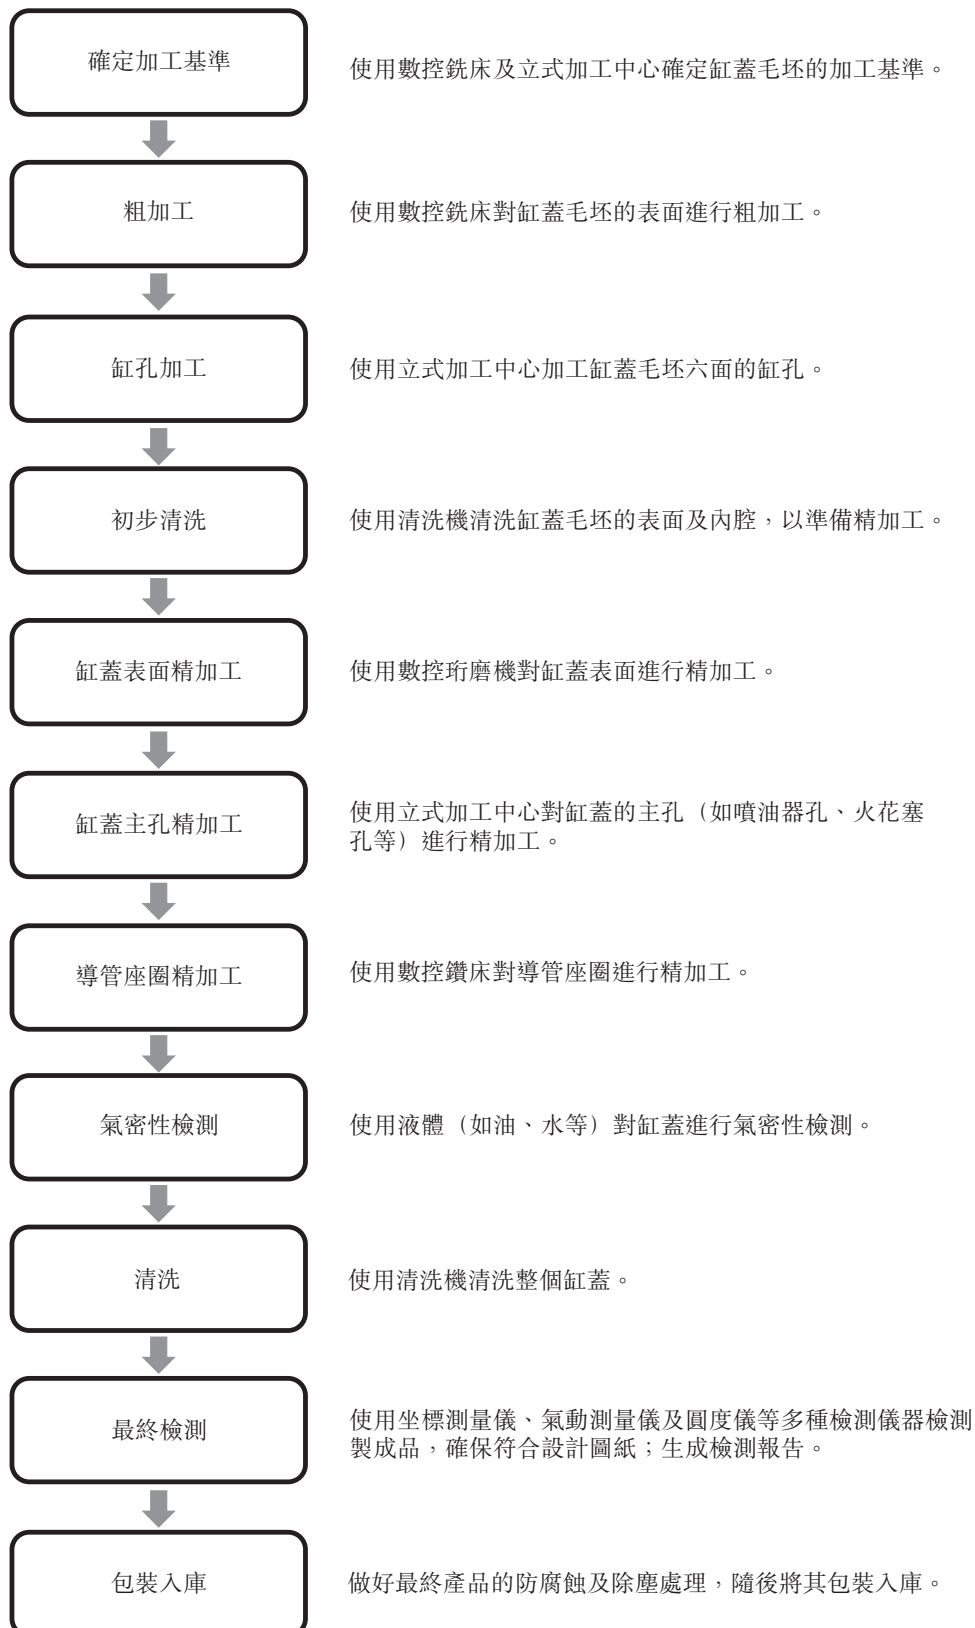 確定加工基準
使用數控銑床及立式加工中心確定缸蓋毛坯的加工基準。
粗加工
使用數控銑床對缸蓋毛坯的表面進行粗加工。
缸孔加工
使用立式加工中心加工缸蓋毛坯六面的缸孔。
初步清洗
使用清洗機清洗缸蓋毛坯的表面及內腔，以準備精加工。
缸蓋表面精加工
使用數控珩磨機對缸蓋表面進行精加工。
缸蓋主孔精加工
使用立式加工中心對缸蓋的主孔（如噴油器孔、火花塞
孔等）進行精加工。
導管座圈精加工
使用數控鑽床對導管座圈進行精加工。
氣密性檢測
使用液體（如油、水等）對缸蓋進行氣密性檢測。
清洗
使用清洗機清洗整個缸蓋。
最終檢測
使用坐標測量儀、氣動測量儀及圓度儀等多種檢測儀器檢測
製成品，確保符合設計圖紙；生成檢測報告。
包裝入庫
做好最終產品的防腐蝕及除塵處理，隨後將其包裝入庫。